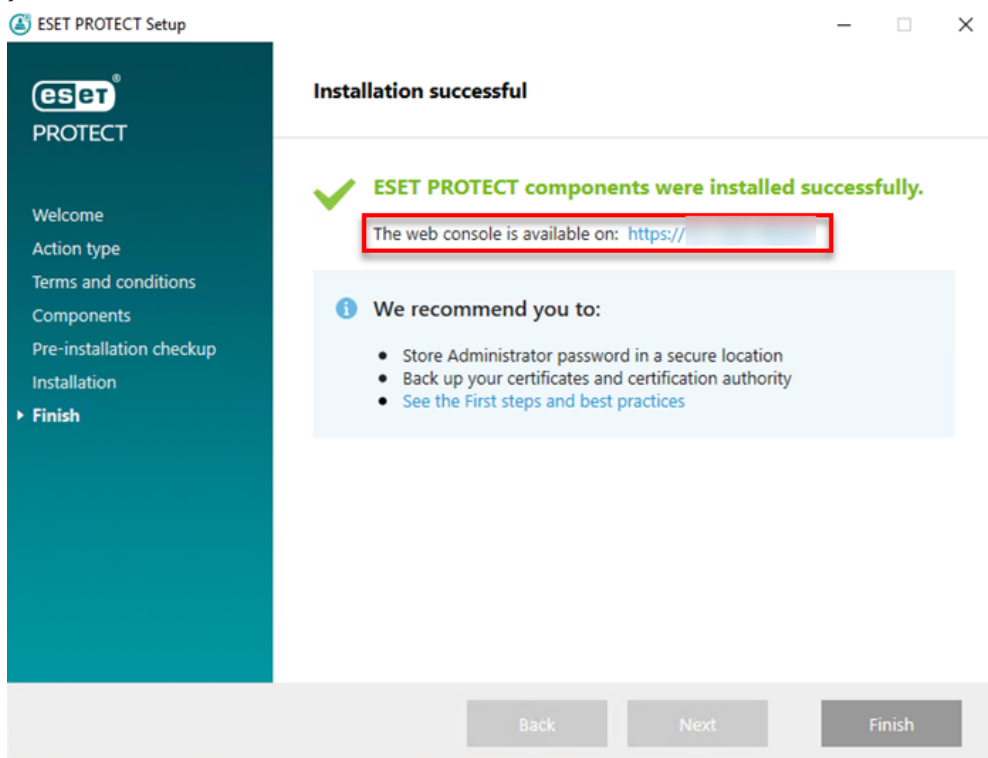 ESET PROTECT Setup
eset®
PROTECT
Welcome
Action type
Terms and conditions
Components
Pre-installation checkup
Installation
Finish
Installation successful
ESET PROTECT components were installed successfully.
The web console is available on: https://
We recommend you to:
Store Administrator password in a secure location
Back up your certificates and certification authority
See the First steps and best practices
Back
Next
Finish